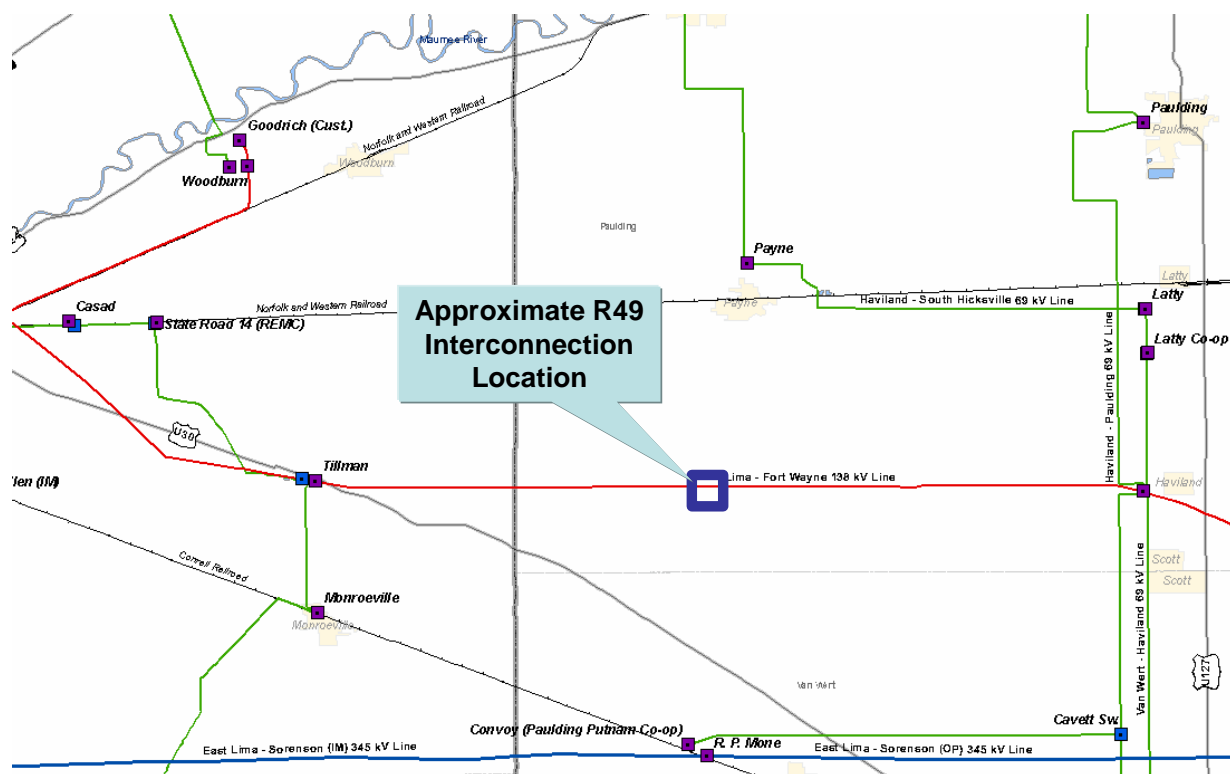 Maumee River
Goodrich (Cust.)
Norfolk and Western Railroad
Woodburn
Woodburn
Paulding
Paulding
Paulding
Payne
Payne
Latty
Latty
Haviland - South Hicksville 69 kV Line
Casad
Norfolk and Western Railroad
State Road 14 (REMC)
Approximate R49
Interconnection
Location
Latty Co-op
Haviland - Paulding 69 kV Line
U30
Tillman
Lima - Fort Wayne 138 kV Line
Haviland
(IM)
Conrail Railroad
Scott
Scott
Monroeville
Monroeville
Van Wert - Haviland 69 kV Line
U127
Van Wert
Convoy (Paulding Putnam Co-op)
Cavett Sw.
R. P. Mone
East Lima - Sorenson (IM) 345 kV Line
East Lima - Sorenson (OP) 345 kV Line